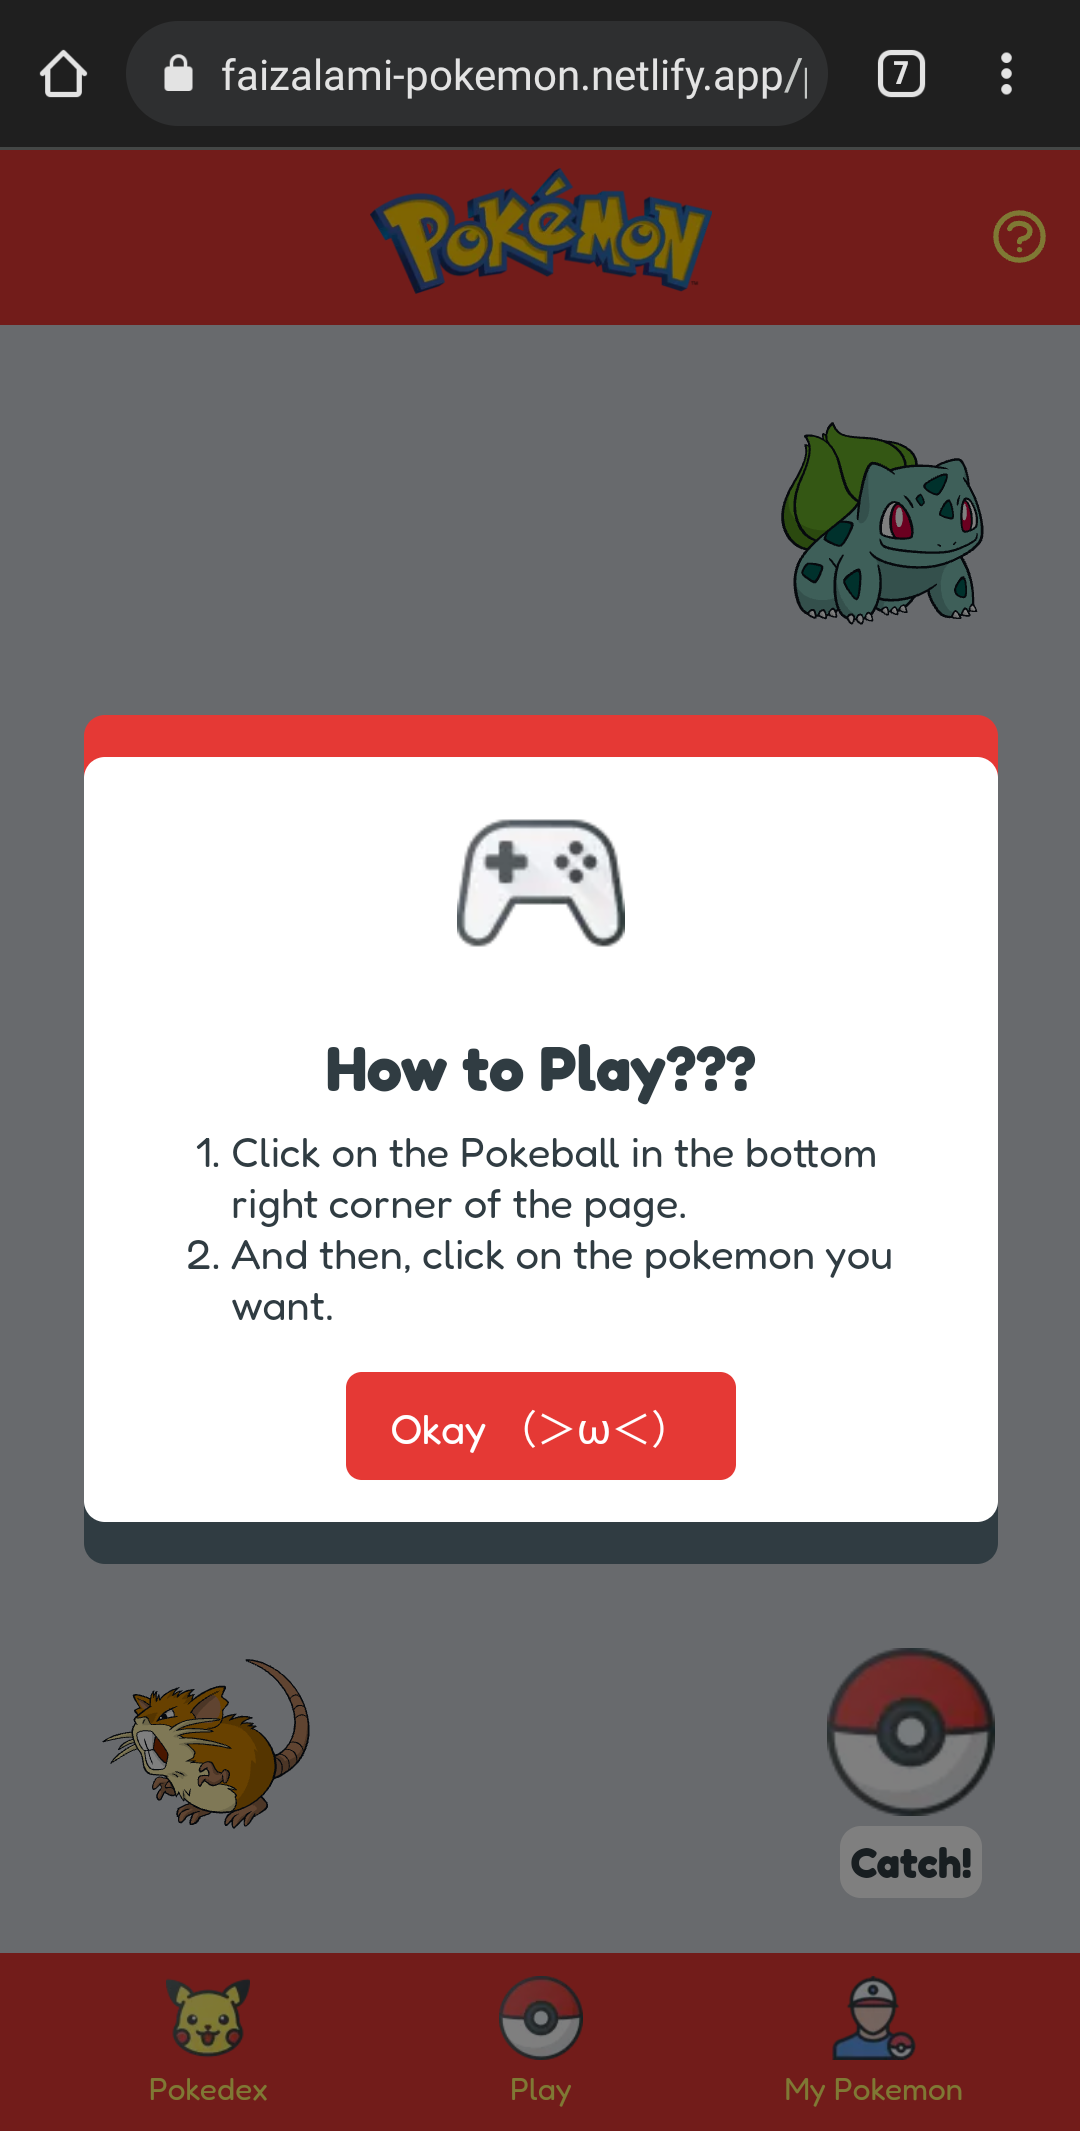 faizalami-pokemon.netlify.app/
7
POKéMON
?
How to Play???
1. Click on the Pokeball in the bottom
right corner of the page.
2. And then, click on the pokemon you
want.
Okay （＞ω＜）
Catch!
Pokedex
Play
My Pokemon